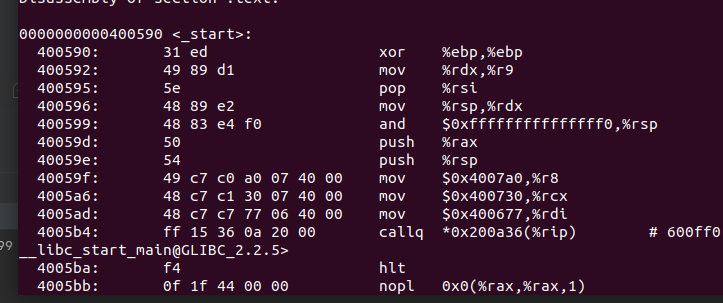 Disassembly of section .text:
0000000000400590 <_start>:
400590: 31 ed xor %ebp,%ebp
400592: 49 89 d1 mov %rdx,%r9
400595: 5e pop %rsi
400596: 48 89 e2 mov %rsp,%rdx
400599: 48 83 e4 f0 and $0xfffffffffffffff0,%rsp
40059d: 50 push %rax
40059e: 54 push %rsp
40059f: 49 c7 c0 a0 07 40 00 mov $0x4007a0,%r8
4005a6: 48 c7 c1 30 07 40 00 mov $0x400730,%rcx
4005ad: 48 c7 c7 77 06 40 00 mov $0x400677,%rdi
4005b4: ff 15 36 0a 20 00 callq *0x200a36(%rip) # 600ff0
99 __libc_start_main@GLIBC_2.2.5>
4005ba: f4 hlt
4005bb: 0f 1f 44 00 00 nopl 0x0(%rax,%rax,1)